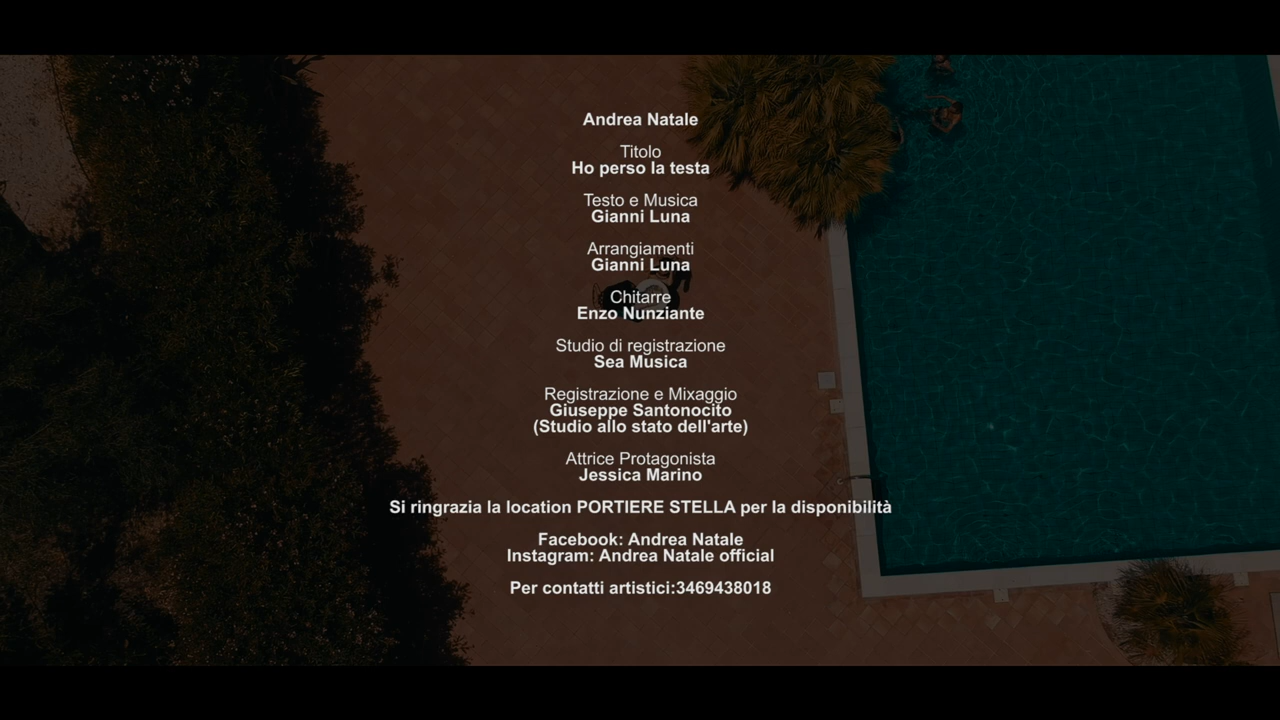 Andrea Natale
Titolo
Ho perso la testa
Testo e Musica
Gianni Luna
Arrangiamenti
Gianni Luna
Chitarre
Enzo Nunziante
Studio di registrazione
Sea Musica
Registrazione e Mixaggio
Giuseppe Santonocito
(Studio allo stato dell'arte)
Attrice Protagonista
Jessica Marino
Si ringrazia la location PORTIERE STELLA per la disponibilità
Facebook: Andrea Natale
Instagram: Andrea Natale official
Per contatti artistici:3469438018